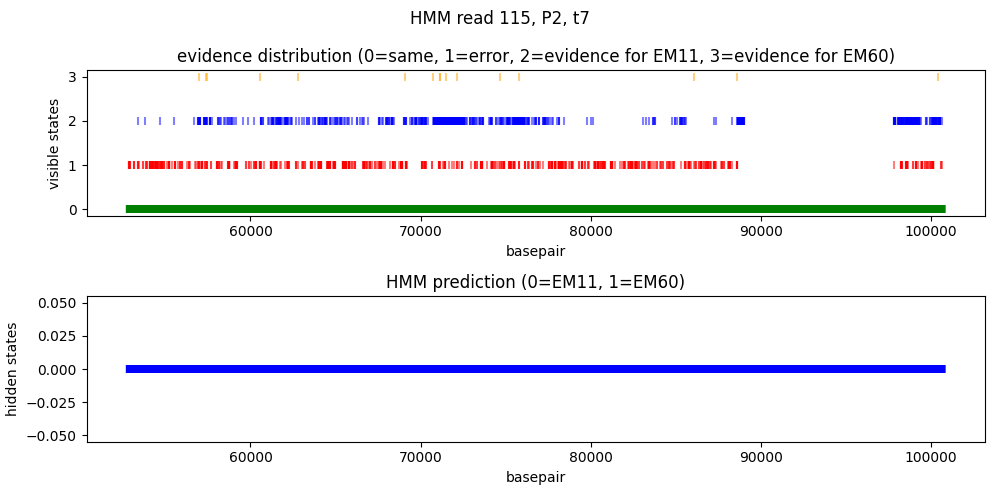 HMM read 115, P2, t7
evidence distribution (0=same, 1=error, 2=evidence for EM11, 3=evidence for EM60)
visible states
3
2
1
0
60000 70000 80000 90000 100000
basepair
HMM prediction (0=EM11, 1=EM60)
hidden states
0.050
0.025
0.000
−0.025
−0.050
60000 70000 80000 90000 100000
basepair